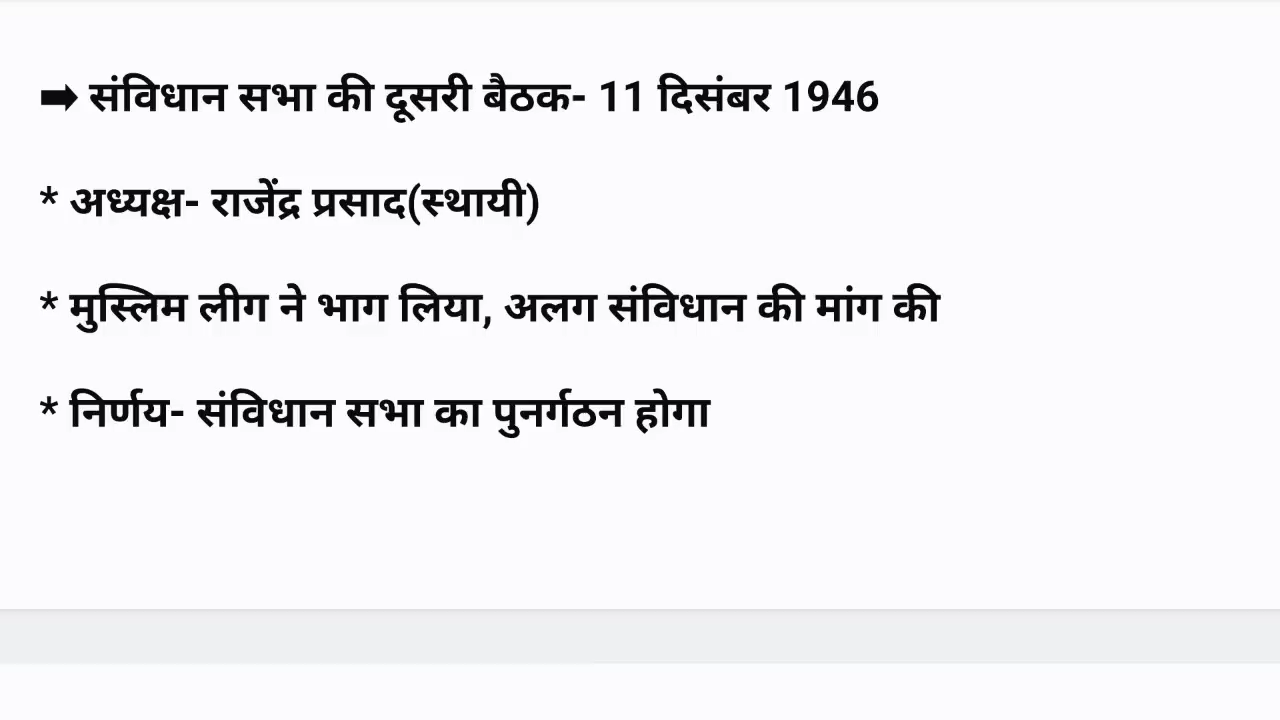 ➡ संविधान सभा की दूसरी बैठक- 11 दिसंबर 1946
* अध्यक्ष- राजेंद्र प्रसाद(स्थायी)
* मुस्लिम लीग ने भाग लिया, अलग संविधान की मांग की
* निर्णय- संविधान सभा का पुनर्गठन होगा